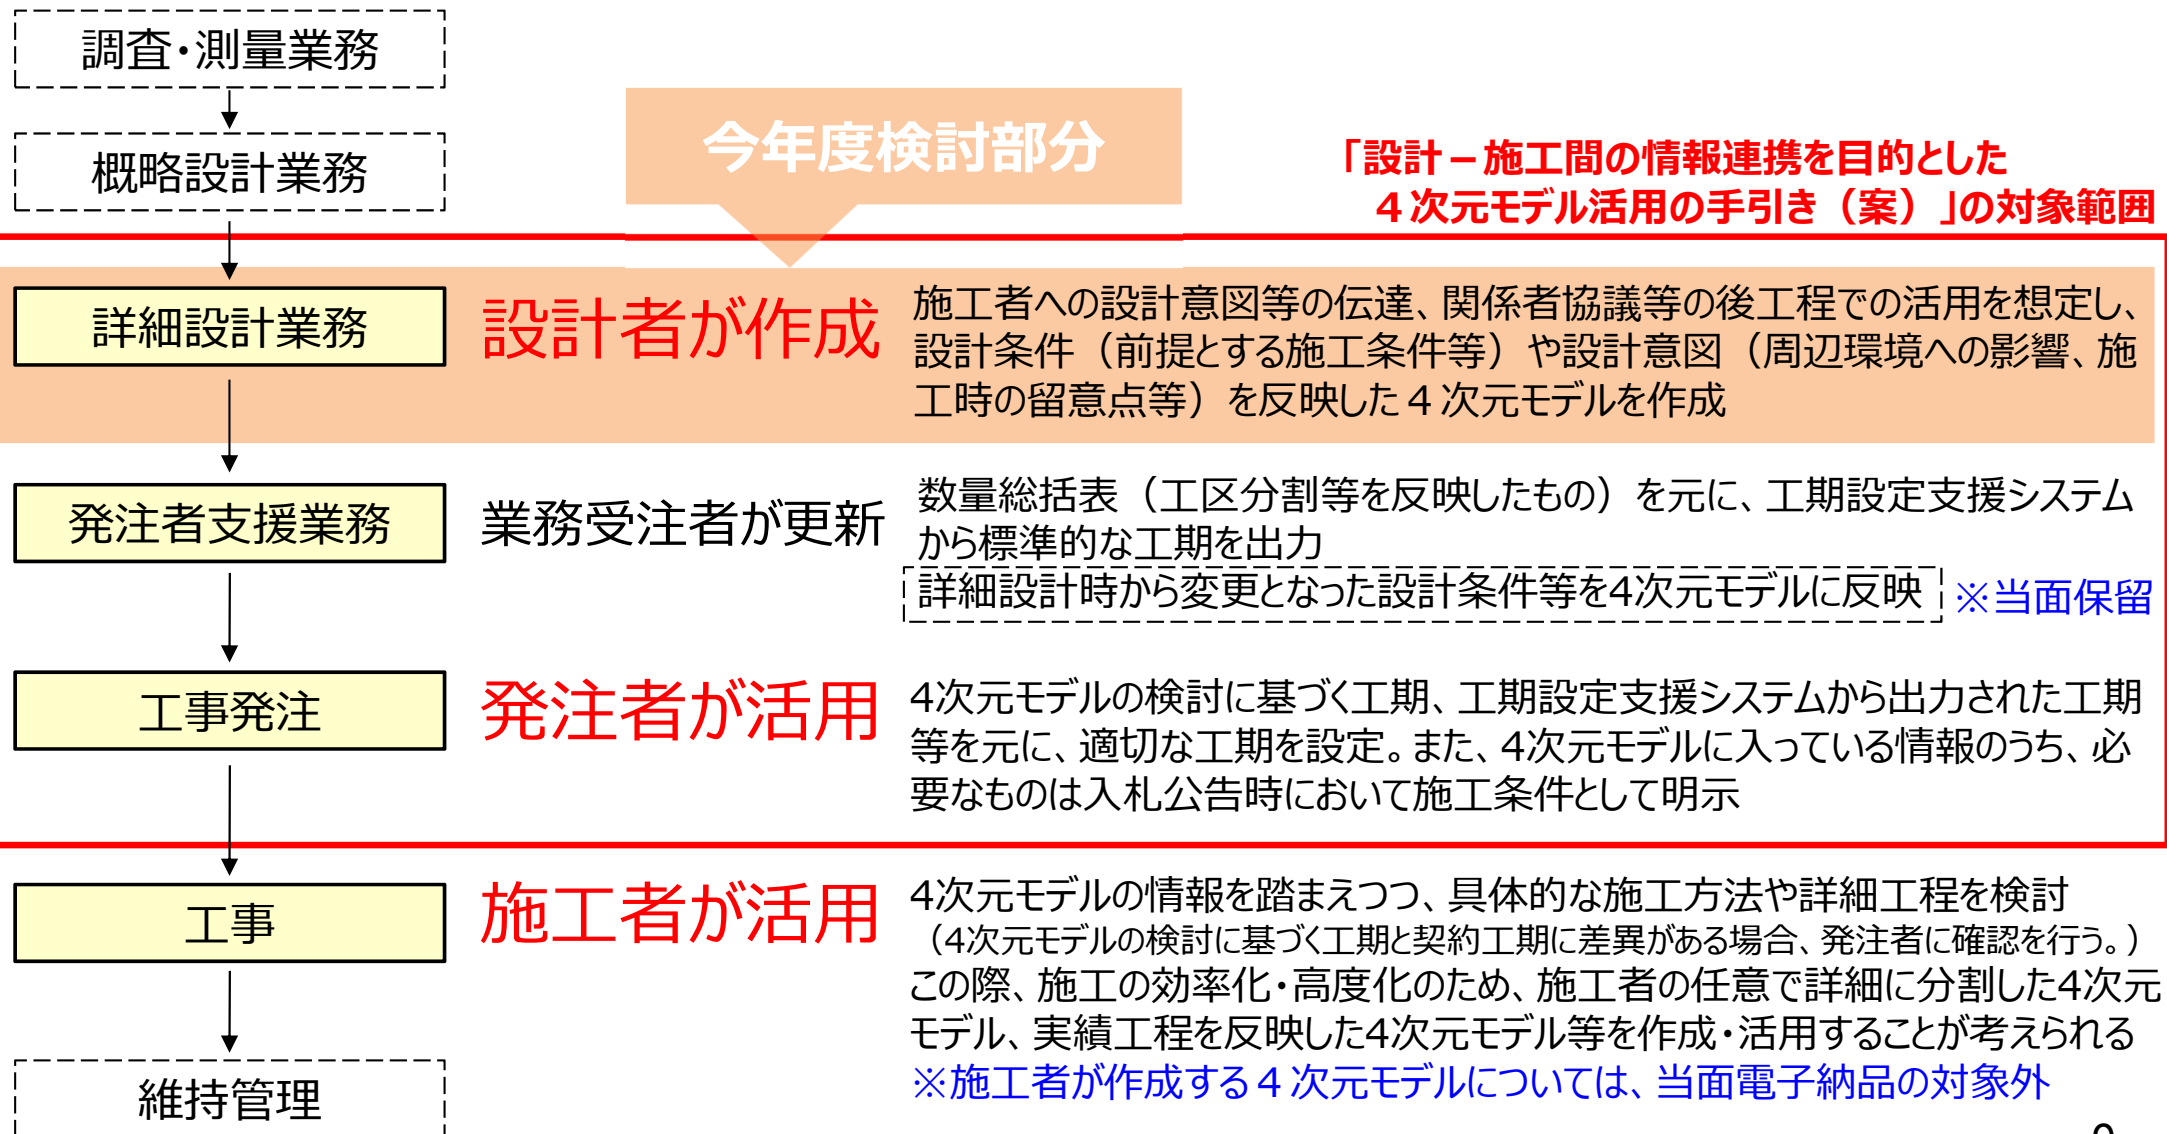 調査・測量業務
概略設計業務
今年度検討部分
「設計－施工間の情報連携を目的とした
４次元モデル活用の手引き（案）」の対象範囲
詳細設計業務
設計者が作成
施工者への設計意図等の伝達、関係者協議等の後工程での活用を想定し、
設計条件（前提とする施工条件等）や設計意図（周辺環境への影響、施
工時の留意点等）を反映した４次元モデルを作成
発注者支援業務
業務受注者が更新
数量総括表（工区分割等を反映したもの）を元に、工期設定支援システム
から標準的な工期を出力
詳細設計時から変更となった設計条件等を4次元モデルに反映
※当面保留
工事発注
発注者が活用
4次元モデルの検討に基づく工期、工期設定支援システムから出力された工期
等を元に、適切な工期を設定。また、4次元モデルに入っている情報のうち、必
要なものは入札公告時において施工条件として明示
工事
施工者が活用
4次元モデルの情報を踏まえつつ、具体的な施工方法や詳細工程を検討
（4次元モデルの検討に基づく工期と契約工期に差異がある場合、発注者に確認を行う。）
この際、施工の効率化・高度化のため、施工者の任意で詳細に分割した4次元
モデル、実績工程を反映した4次元モデル等を作成・活用することが考えられる
※施工者が作成する４次元モデルについては、当面電子納品の対象外
維持管理